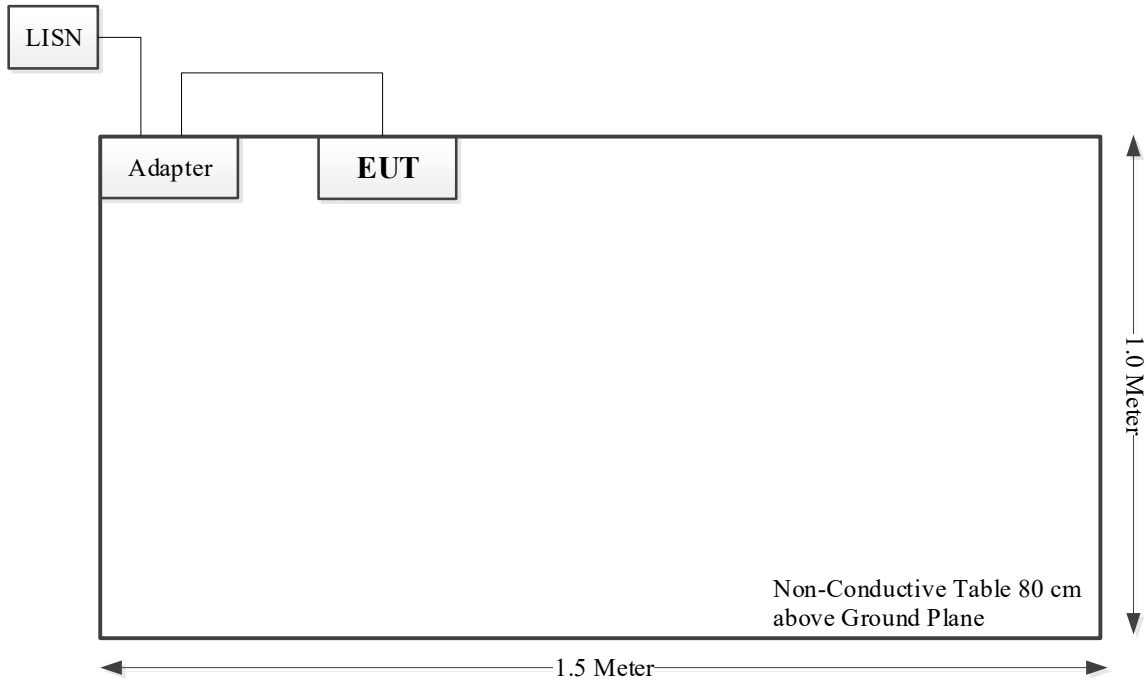 LISN
Adapter
EUT
1.0 Meter
Non-Conductive Table 80 cm
above Ground Plane
1.5 Meter